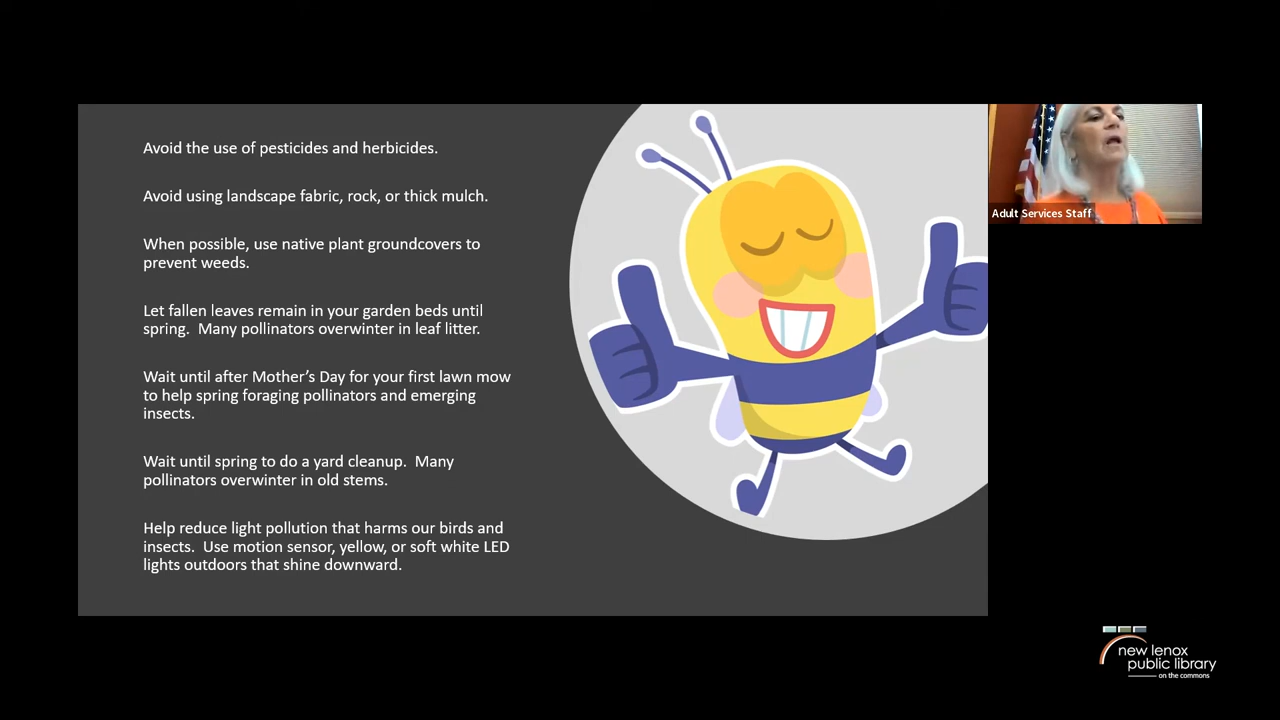 Avoid the use of pesticides and herbicides.
Avoid using landscape fabric, rock, or thick mulch.
When possible, use native plant groundcovers to
prevent weeds.
Let fallen leaves remain in your garden beds until
spring.  Many pollinators overwinter in leaf litter.
Wait until after Mother’s Day for your first lawn mow
to help spring foraging pollinators and emerging
insects.
Wait until spring to do a yard cleanup.  Many
pollinators overwinter in old stems.
Help reduce light pollution that harms our birds and
insects.  Use motion sensor, yellow, or soft white LED
lights outdoors that shine downward.
Adult Services Staff
new lenox
public library
on the commons